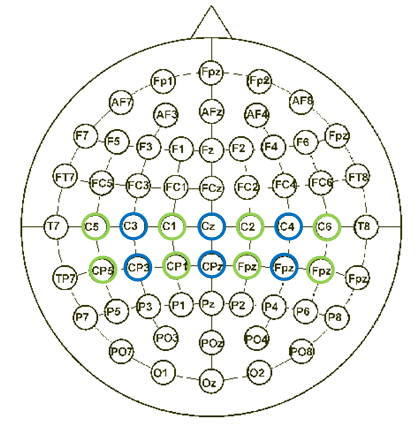 Fp1 Fpz Fp2
AF7 AF3 AFz AF4 AF8
F7 F5 F3 F1 Fz F2 F4 F6 Fpz
FT7 FC5 FC3 FC1 FCz FC2 FC4 FC6 FT8
T7 C5 C3 C1 Cz C2 C4 C6 T8
TP7 CP5 CP3 CP1 CPz Fpz Fpz Fpz Fpz
P7 P5 P3 P1 Pz P2 P4 P6 P8
PO7 PO3 POz PO4 PO8
O1 Oz O2